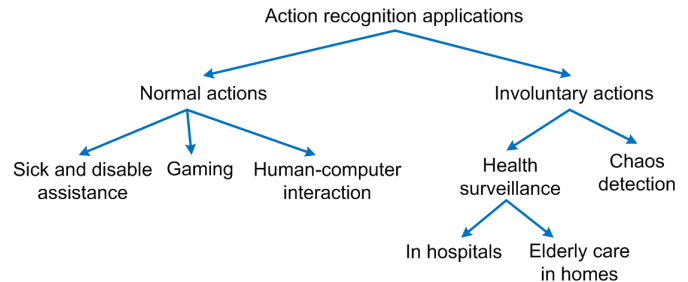 Action recognition applications
Normal actions
Involuntary actions
Sick and disable
assistance
Gaming
Human-computer
interaction
Health
surveillance
Chaos
detection
In hospitals
Elderly care
in homes